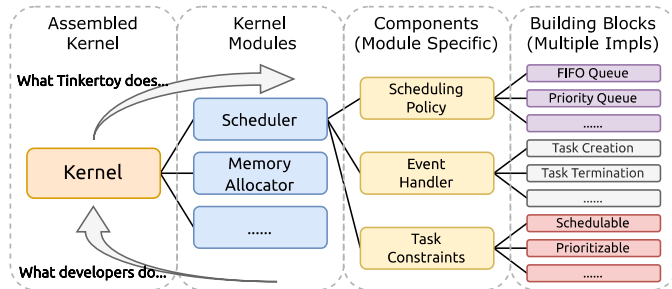 Assembled
Kernel
Kernel
Modules
Components
(Module Specific)
Building Blocks
(Multiple Impls)
What Tinkertoy does...
Kernel
What developers do...
Scheduler
Memory
Allocator
......
Scheduling
Policy
Event
Handler
Task
Constraints
FIFO Queue
Priority Queue
......
Task Creation
Task Termination
......
Schedulable
Prioritizable
......